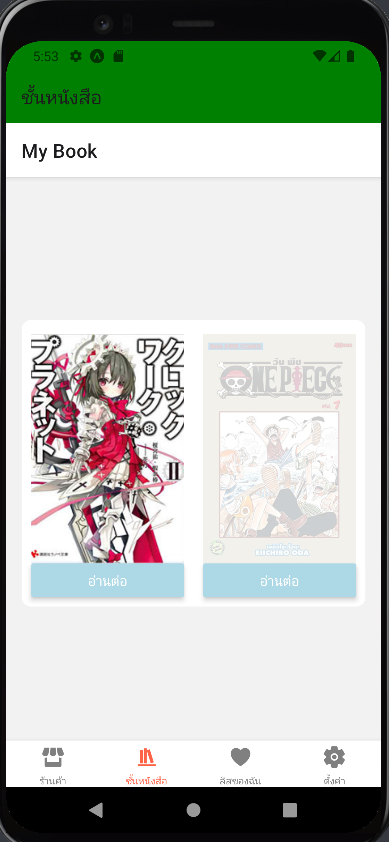 5:53
ชั้นหนังสือ
My Book
クロックワーク
プラネット
II
วัน พีซ
ONE PIECE
1
EIICHIRO ODA
อ่านต่อ
อ่านต่อ
ร้านค้า
ชั้นหนังสือ
ลิสของฉัน
ตั้งค่า